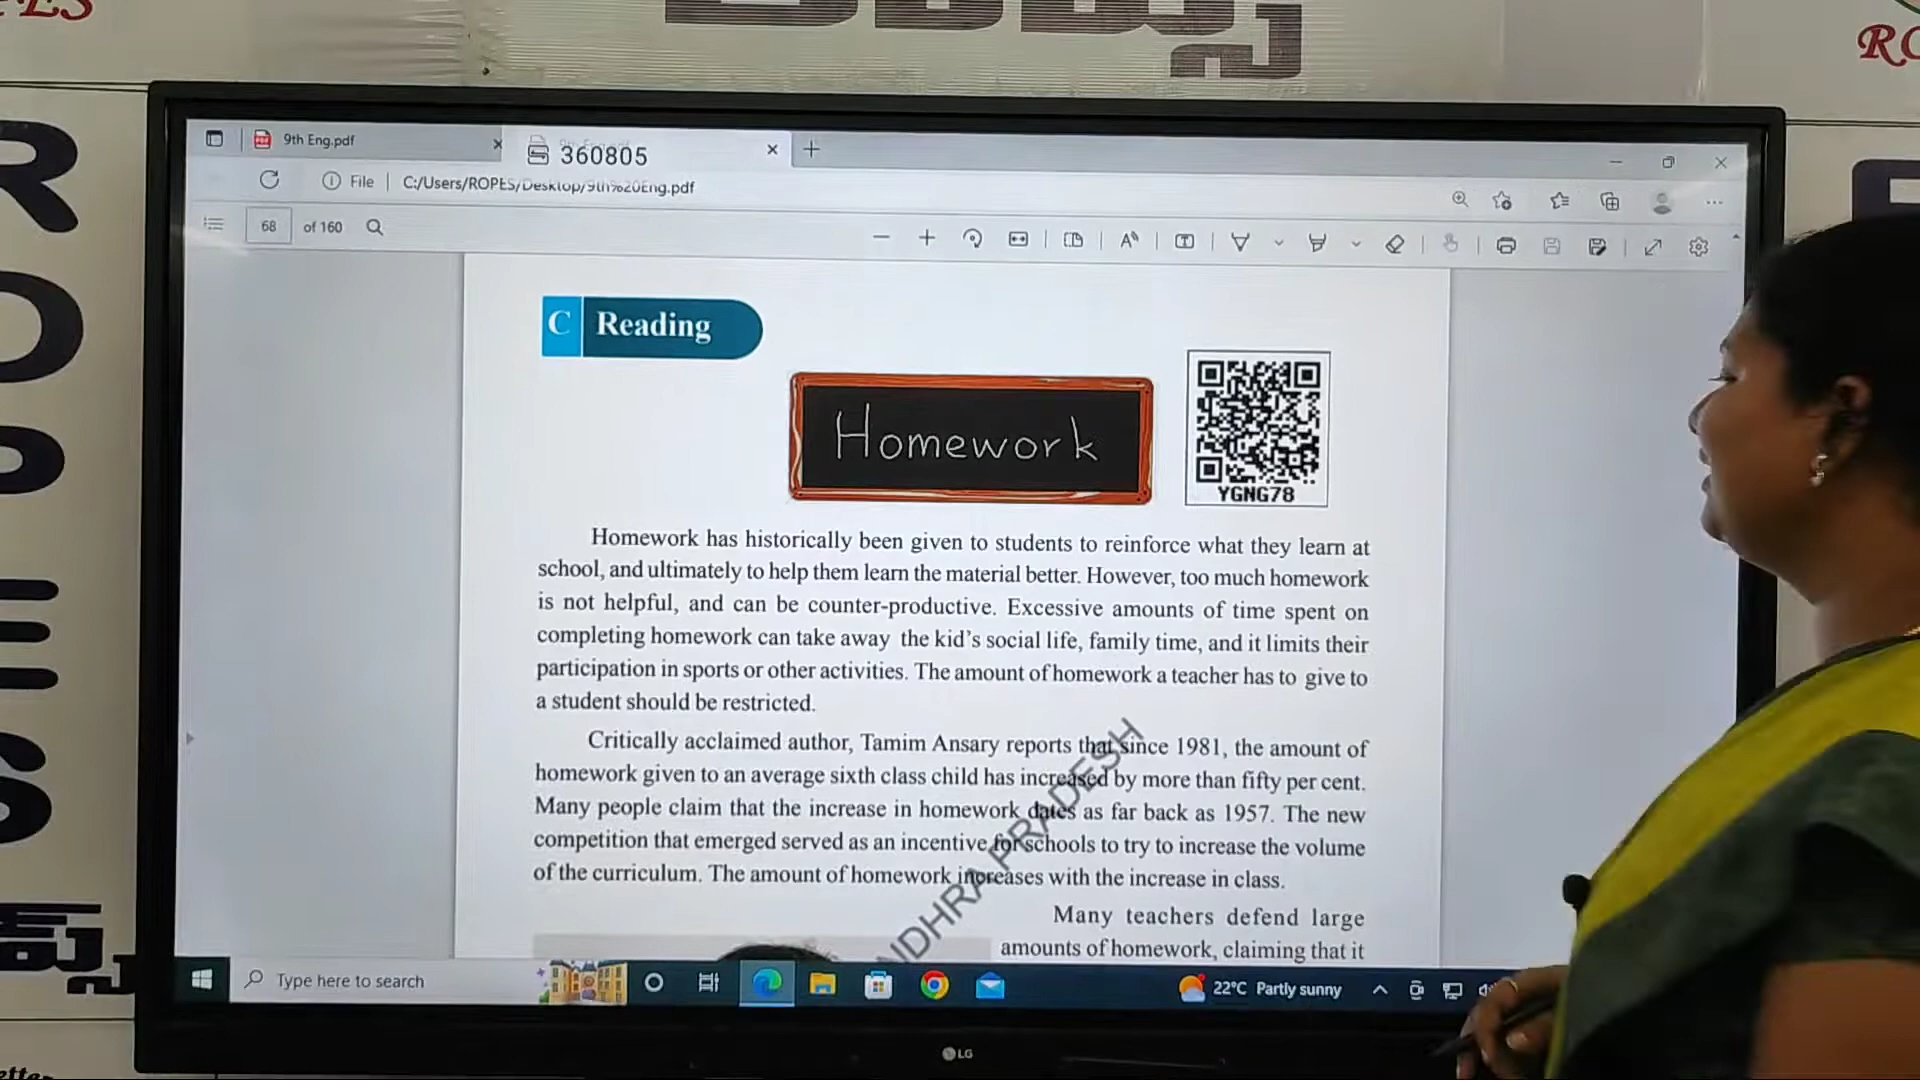 R
O
P
E
S
9th Eng.pdf
360805
File
C:/Users/ROPES/Desktop/9th%20Eng.pdf
68
of 160
C Reading
Homework
YGNG78
Homework has historically been given to students to reinforce what they learn at
school, and ultimately to help them learn the material better. However, too much homework
is not helpful, and can be counter-productive. Excessive amounts of time spent on
completing homework can take away the kid's social life, family time, and it limits their
participation in sports or other activities. The amount of homework a teacher has to give to
a student should be restricted.
Critically acclaimed author, Tamim Ansary reports that since 1981, the amount of
homework given to an average sixth class child has increased by more than fifty per cent.
Many people claim that the increase in homework dates as far back as 1957. The new
competition that emerged served as an incentive for schools to try to increase the volume
of the curriculum. The amount of homework increases with the increase in class.
Many teachers defend large
amounts of homework, claiming that it
PRADESH
Type here to search
22°C Partly sunny
LG